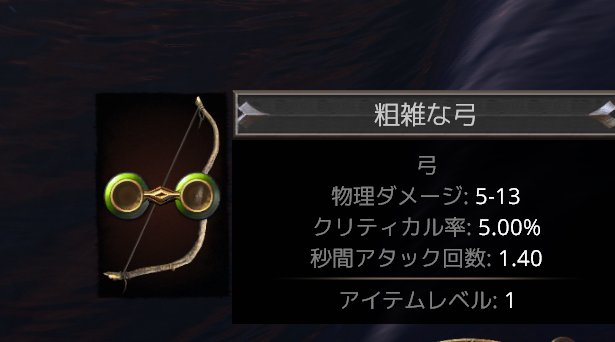 粗雑な弓
弓
物理ダメージ: 5-13
クリティカル率: 5.00%
秒間アタック回数: 1.40
アイテムレベル: 1